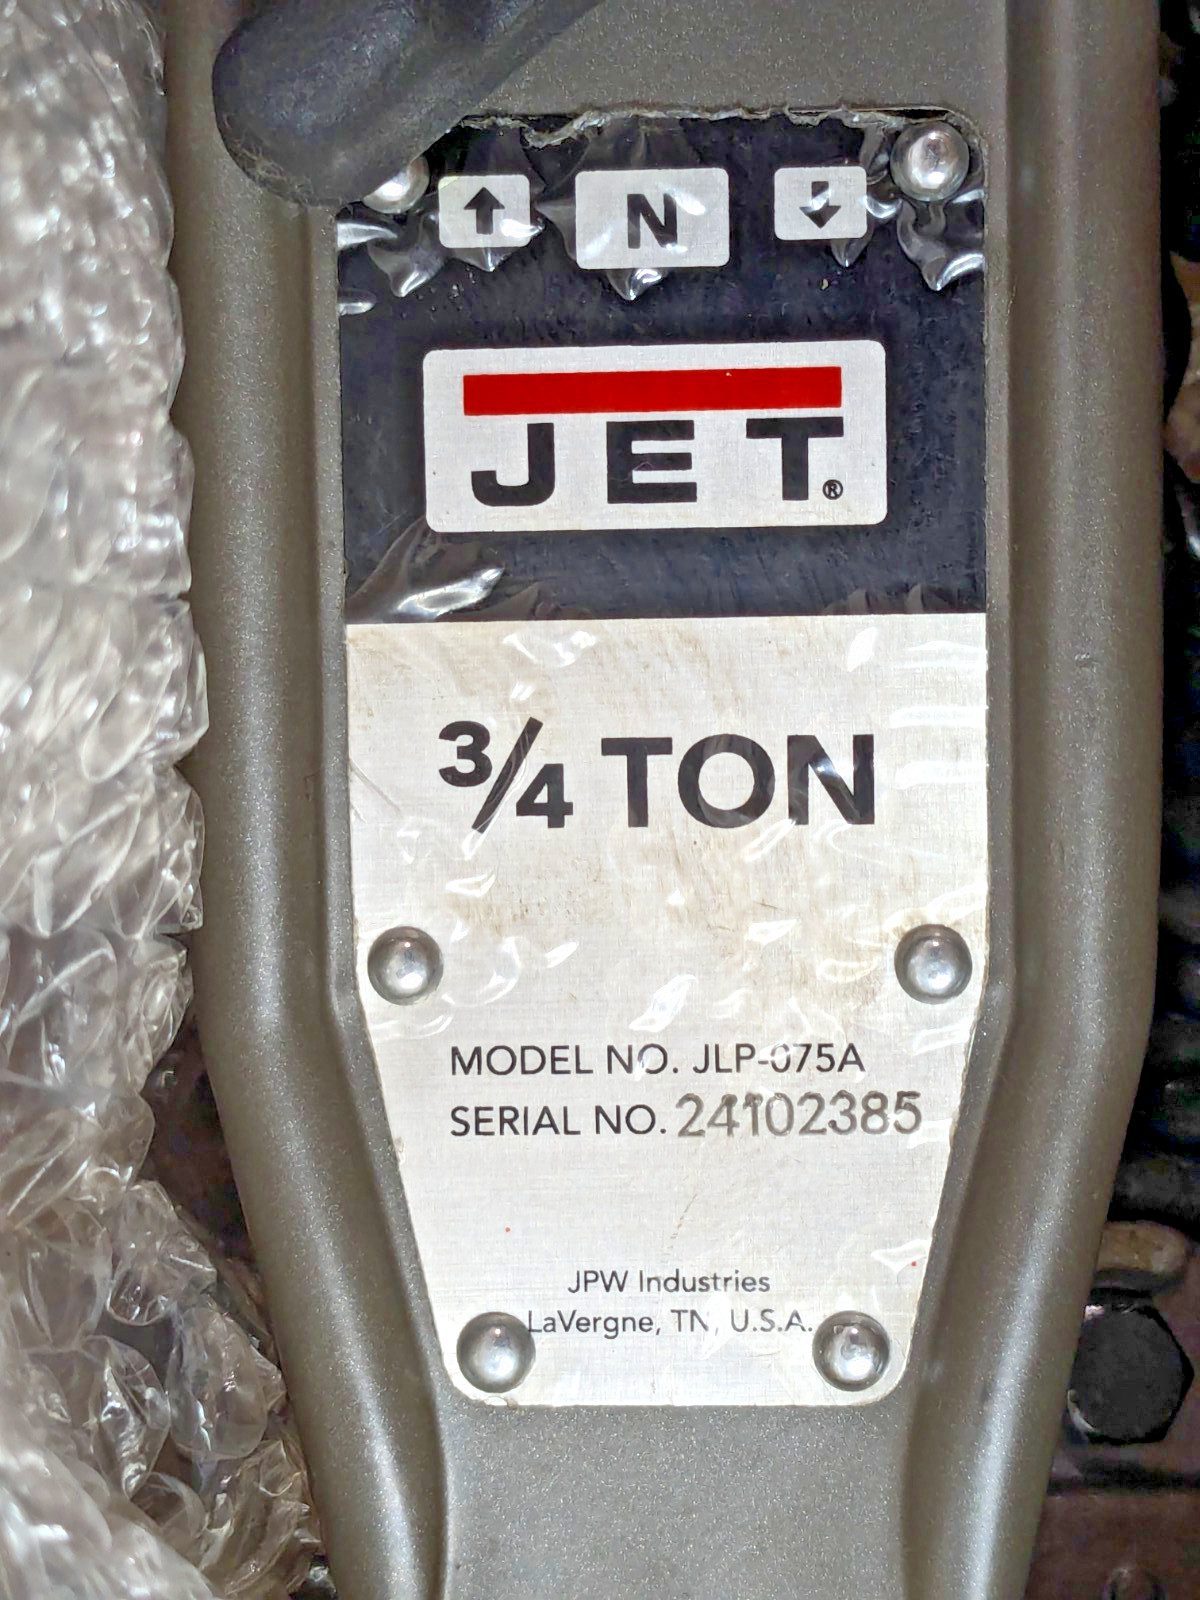 ↑ N ↓
JET®
3/4 TON
MODEL NO. JLP-075A
SERIAL NO. 24102385
JPW Industries
LaVergne, TN, U.S.A.